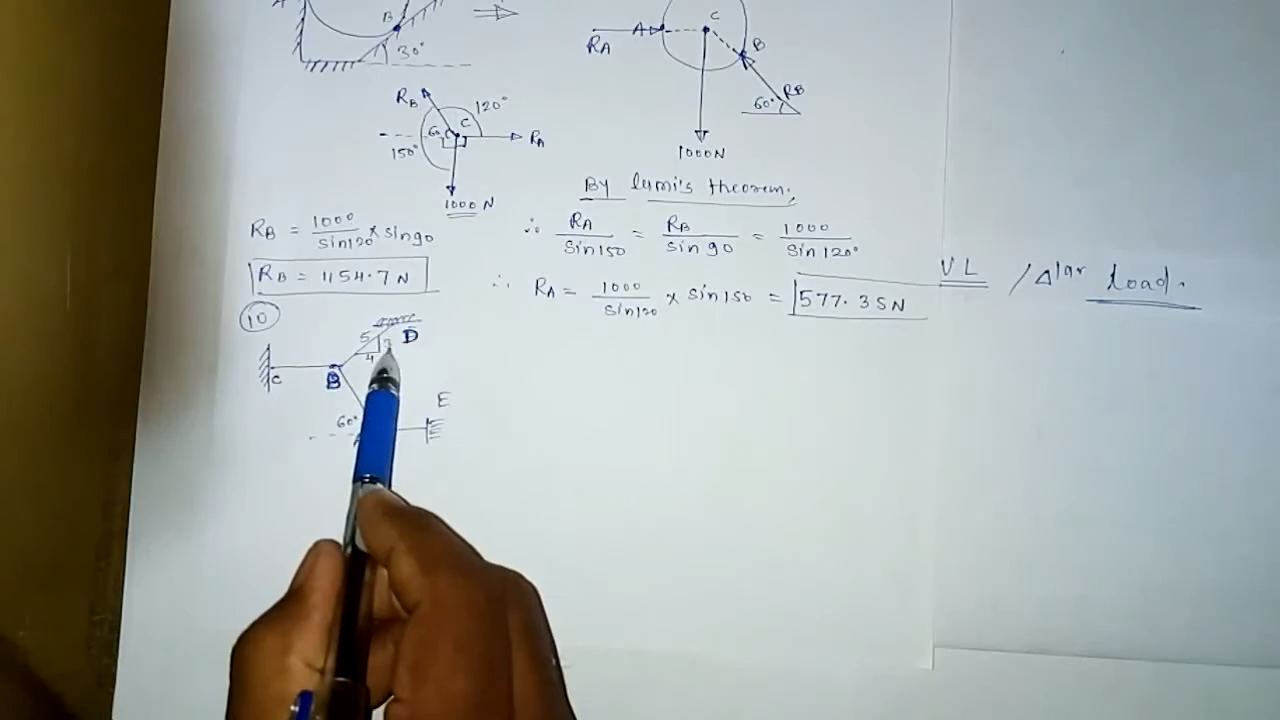 B
30°
A
C
B
RA
RB
60°
1000N
RB
120°
C
60
RA
150°
1000 N
By lami's theorem,
RB = 1000/sin120 × sin90
∴ RA/sin150 = RB/sin90 = 1000/sin120°
RB = 1154.7 N
∴ RA = 1000/sin120 × sin150 = 577.35N
VL / Δlar load.
10
5
3
D
4
C
B
E
60°
A